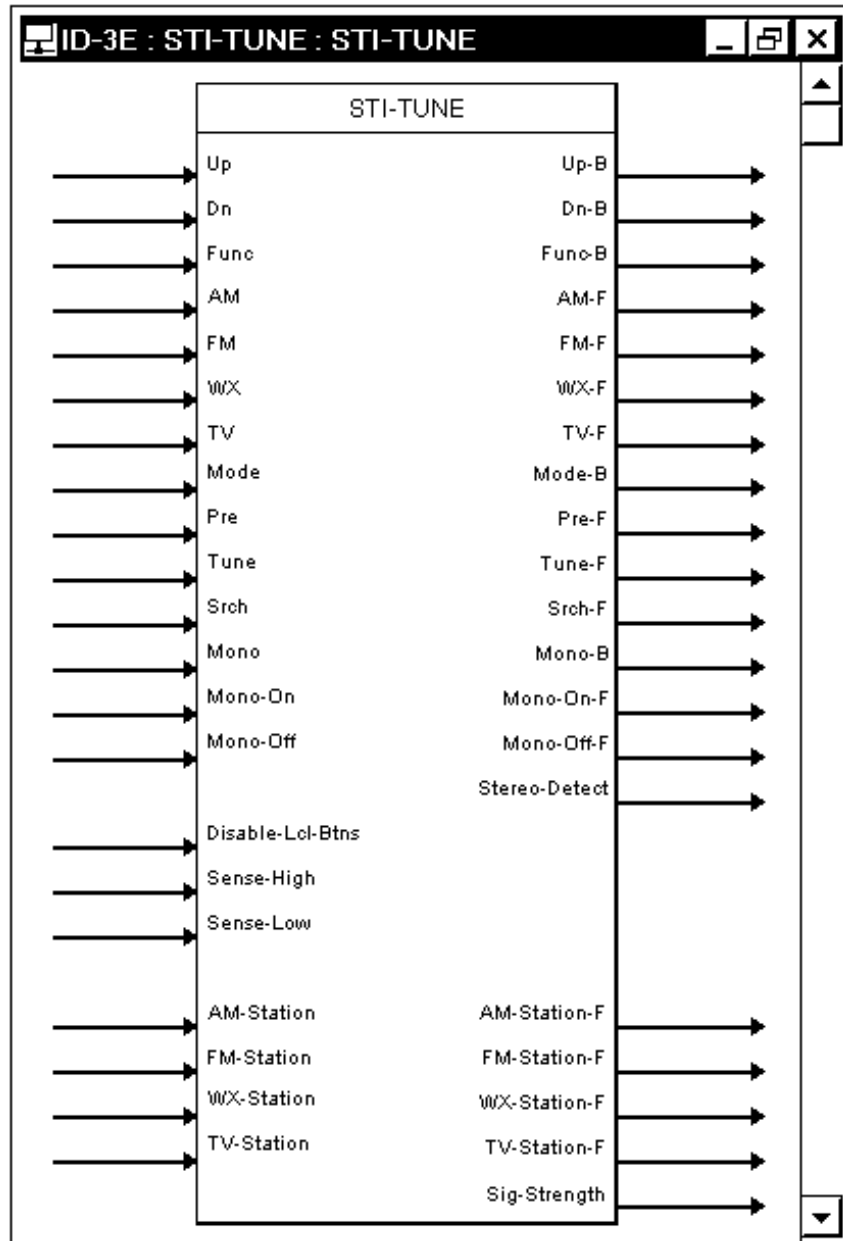 ID-3E : STI-TUNE : STI-TUNE
STI-TUNE
Up Up-B
Dn Dn-B
Func Func-B
AM AM-F
FM FM-F
WX WX-F
TV TV-F
Mode Mode-B
Pre Pre-F
Tune Tune-F
Srch Srch-F
Mono Mono-B
Mono-On Mono-On-F
Mono-Off Mono-Off-F
Stereo-Detect
Disable-Lcl-Btns
Sense-High
Sense-Low
AM-Station AM-Station-F
FM-Station FM-Station-F
WX-Station WX-Station-F
TV-Station TV-Station-F
Sig-Strength